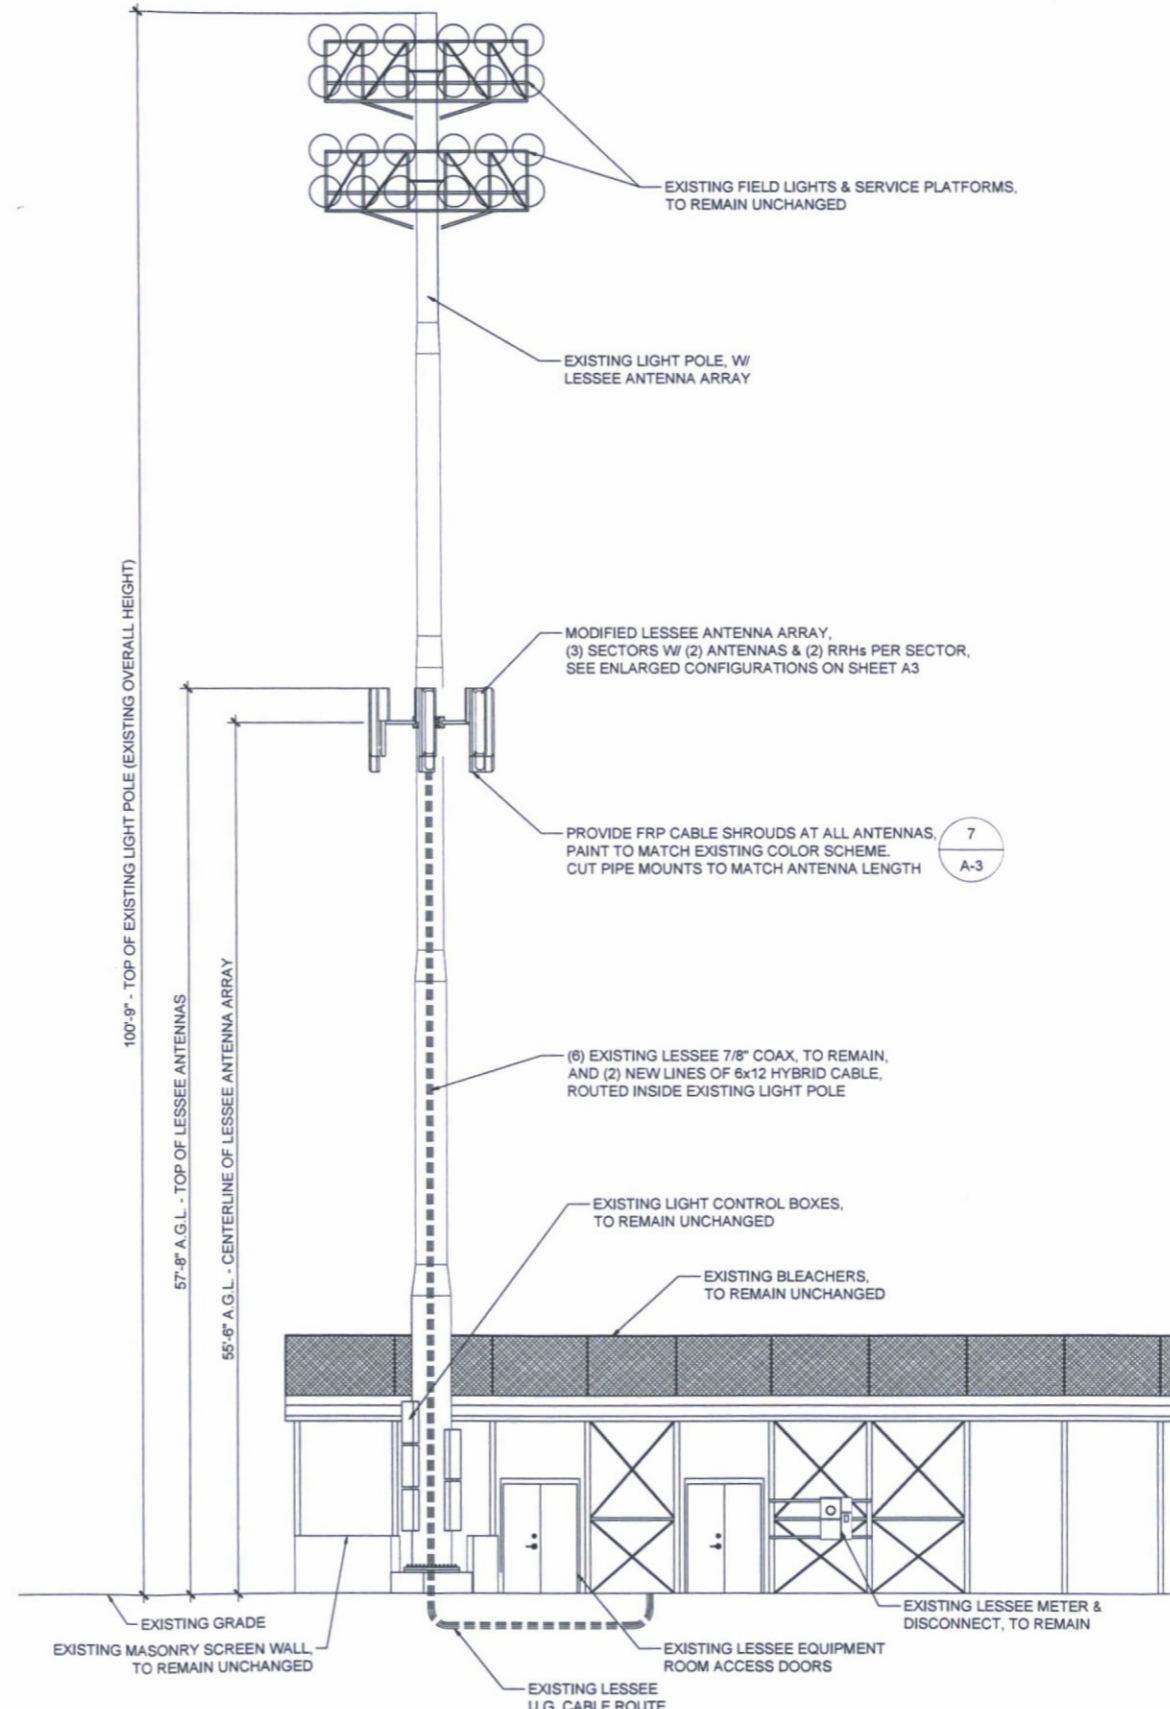 EXISTING FIELD LIGHTS & SERVICE PLATFORMS,
TO REMAIN UNCHANGED
EXISTING LIGHT POLE, W/
LESSEE ANTENNA ARRAY
100'-9" - TOP OF EXISTING LIGHT POLE (EXISTING OVERALL HEIGHT)
57'-8" A.G.L. - TOP OF LESSEE ANTENNAS
55'-6" A.G.L. - CENTERLINE OF LESSEE ANTENNA ARRAY
MODIFIED LESSEE ANTENNA ARRAY,
(3) SECTORS W/ (2) ANTENNAS & (2) RRHs PER SECTOR,
SEE ENLARGED CONFIGURATIONS ON SHEET A3
PROVIDE FRP CABLE SHROUDS AT ALL ANTENNAS,
PAINT TO MATCH EXISTING COLOR SCHEME.
CUT PIPE MOUNTS TO MATCH ANTENNA LENGTH
7
A-3
(6) EXISTING LESSEE 7/8" COAX, TO REMAIN,
AND (2) NEW LINES OF 6x12 HYBRID CABLE,
ROUTED INSIDE EXISTING LIGHT POLE
EXISTING LIGHT CONTROL BOXES,
TO REMAIN UNCHANGED
EXISTING BLEACHERS,
TO REMAIN UNCHANGED
EXISTING GRADE
EXISTING MASONRY SCREEN WALL,
TO REMAIN UNCHANGED
EXISTING LESSEE METER &
DISCONNECT, TO REMAIN
EXISTING LESSEE EQUIPMENT
ROOM ACCESS DOORS
EXISTING LESSEE
U.G. CABLE ROUTE